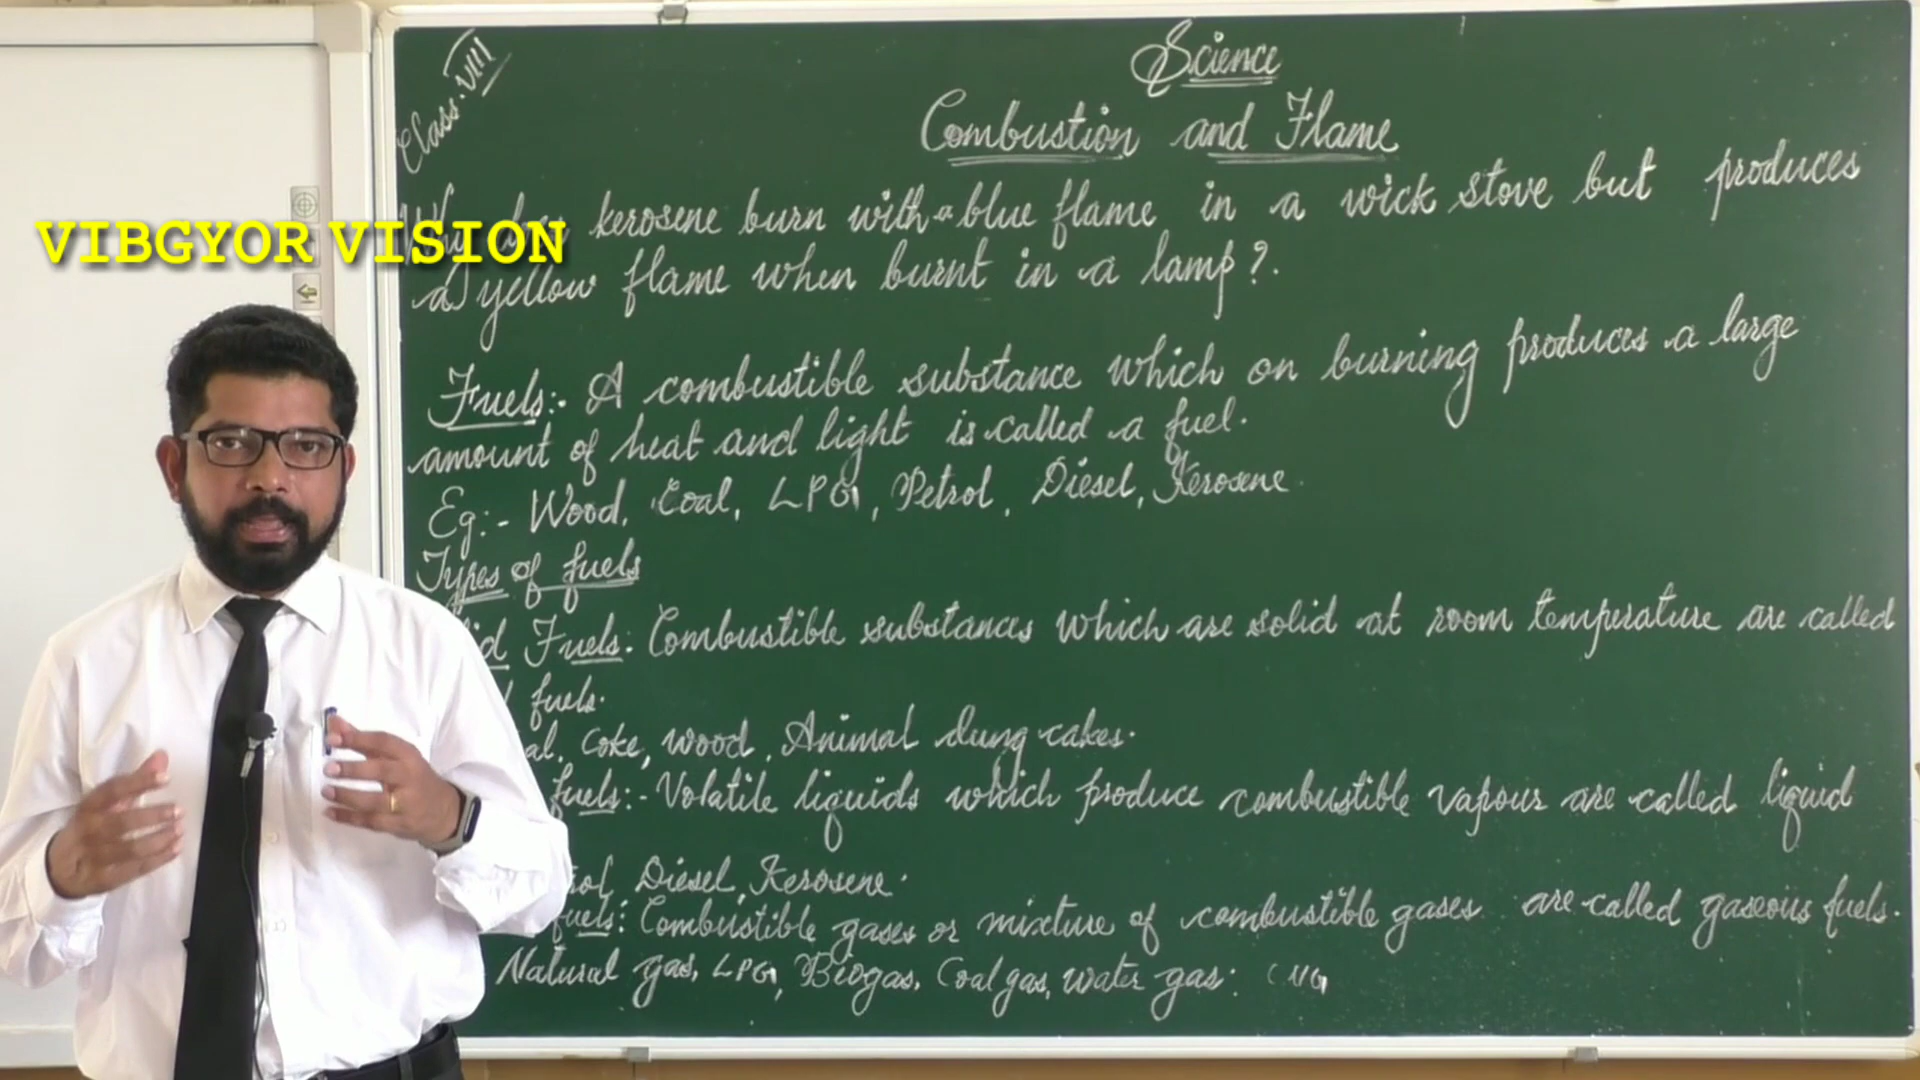 Class. VIII
Science
Combustion and Flame
kerosene burn with a blue flame in a wick stove but produces
VIBGYOR VISION
a yellow flame when burnt in a lamp?.
Fuels:- A combustible substance which on burning produces a large
amount of heat and light is called a fuel.
Eg:- Wood, Coal, LPG, Petrol, Diesel, Kerosene.
Types of fuels
Fuels: Combustible substances which are solid at room temperature are called
fuels.
Coke, wood, Animal dung cakes.
fuels:- Volatile liquids which produce combustible vapour are called liquid
Diesel, Kerosene.
fuels: Combustible gases or mixture of combustible gases are called gaseous fuels.
Natural gas, LPG, Biogas, Coal gas, water gas. CNG